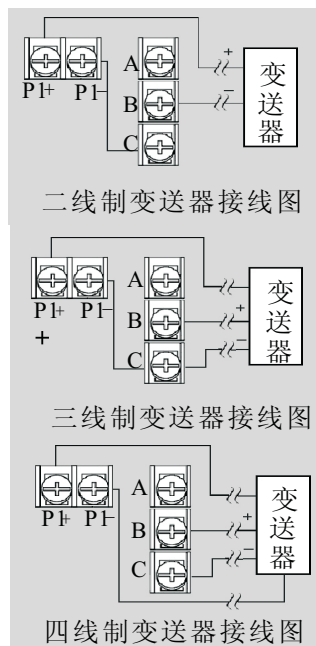 A
+
P1+ P1-
B
−
C
变送器
二线制变送器接线图
A
P1+ P1-
+
B
+
C
−
变送器
三线制变送器接线图
A
P1+ P1-
B
+
C
−
变送器
四线制变送器接线图